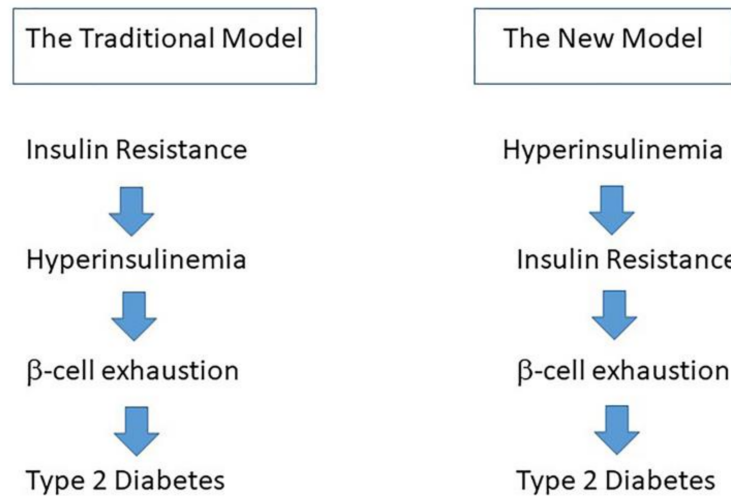 The Traditional Model
Insulin Resistance
Hyperinsulinemia
β-cell exhaustion
Type 2 Diabetes
The New Model
Hyperinsulinemia
Insulin Resistance
β-cell exhaustion
Type 2 Diabetes